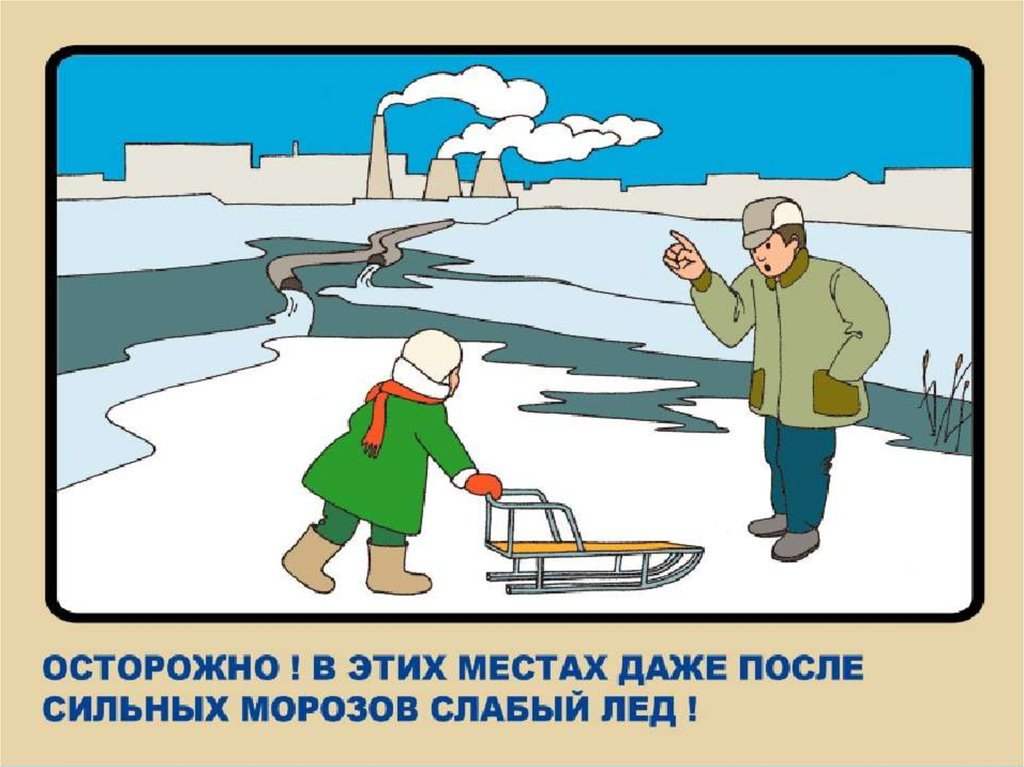 ОСТОРОЖНО ! В ЭТИХ МЕСТАХ ДАЖЕ ПОСЛЕ
СИЛЬНЫХ МОРОЗОВ СЛАБЫЙ ЛЕД !